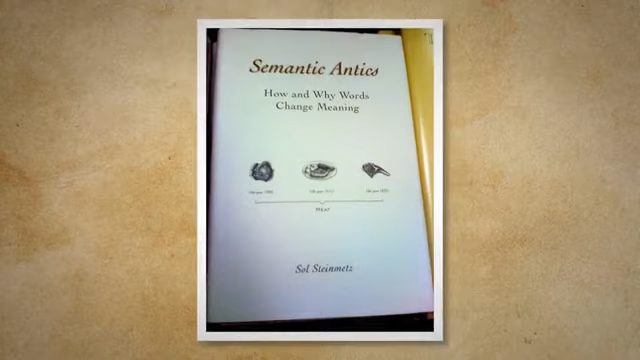 Semantic Antics
How and Why Words
Change Meaning
MEAT
Sol Steinmetz